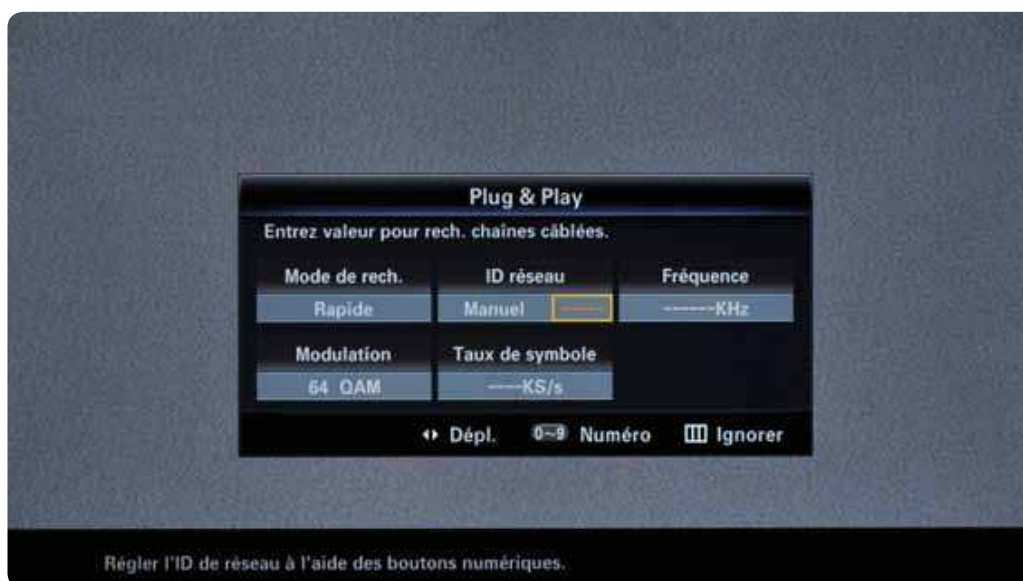 Plug & Play
Entrez valeur pour rech. chaînes câblées.
Mode de rech. ID réseau Fréquence
Rapide Manuel ----- ------KHz
Modulation Taux de symbole
64 QAM ----KS/s
Dépl. 0~9 Numéro Ignorer
Régler l'ID de réseau à l'aide des boutons numériques.